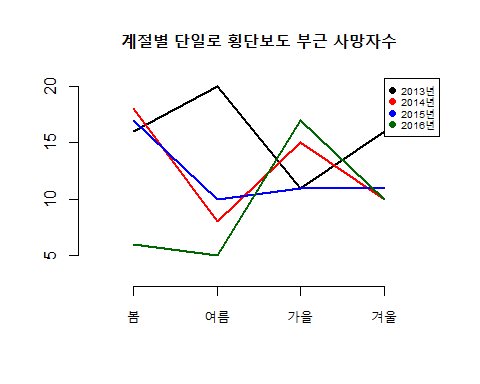 계절별 단일로 횡단보도 부근 사망자수
20
15
10
5
2013년
2014년
2015년
2016년
봄 여름 가을 겨울